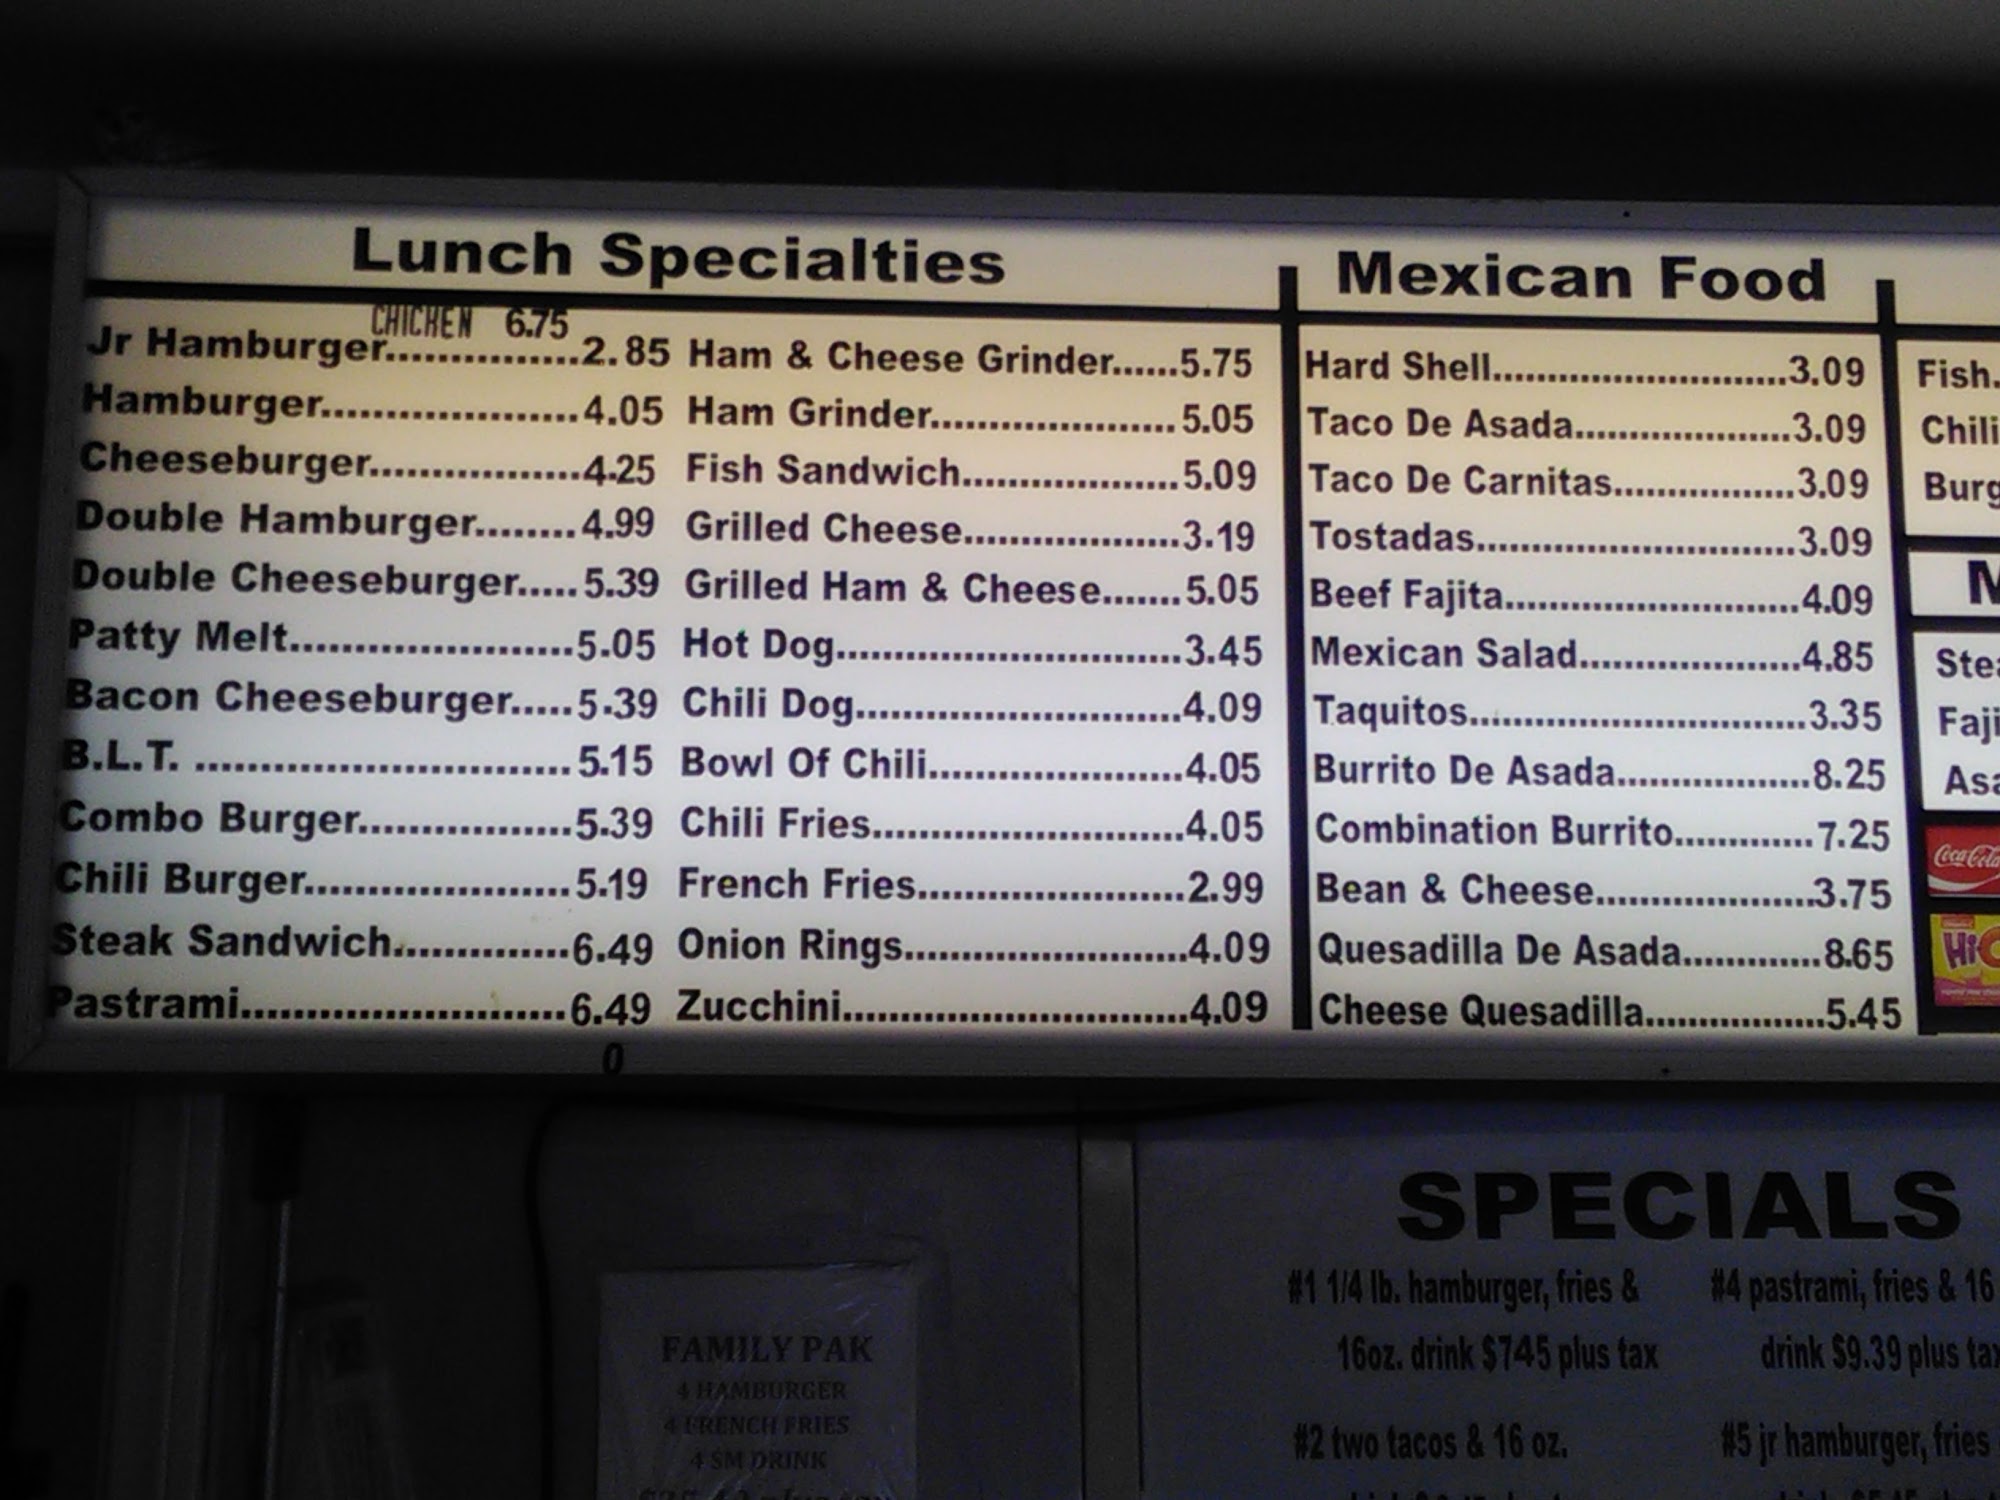 Lunch Specialties
CHICKEN 6.75
Jr Hamburger................2.85
Hamburger.....................4.05
Cheeseburger.................4.25
Double Hamburger........4.99
Double Cheeseburger.....5.39
Patty Melt.......................5.05
Bacon Cheeseburger.....5.39
B.L.T. ..............................5.15
Combo Burger.................5.39
Chili Burger.....................5.19
Steak Sandwich..............6.49
Pastrami..........................6.49
0
Ham & Cheese Grinder......5.75
Ham Grinder.....................5.05
Fish Sandwich...................5.09
Grilled Cheese...................3.19
Grilled Ham & Cheese.......5.05
Hot Dog..............................3.45
Chili Dog............................4.09
Bowl Of Chili......................4.05
Chili Fries..........................4.05
French Fries.......................2.99
Onion Rings.......................4.09
Zucchini.............................4.09
Mexican Food
Hard Shell..........................3.09
Taco De Asada...................3.09
Taco De Carnitas................3.09
Tostadas............................3.09
Beef Fajita..........................4.09
Mexican Salad....................4.85
Taquitos..............................3.35
Burrito De Asada.................8.25
Combination Burrito............7.25
Bean & Cheese...................3.75
Quesadilla De Asada............8.65
Cheese Quesadilla................5.45
Fish.
Chili
Burg
M
Stea
Faji
Asa
Coca-Cola
Hi-C
FAMILY PAK
4 HAMBURGER
4 FRENCH FRIES
4 SM DRINK
SPECIALS
#1 1/4 lb. hamburger, fries &
16oz. drink $745 plus tax
#2 two tacos & 16 oz.
#4 pastrami, fries & 16
drink $9.39 plus tax
#5 jr hamburger, fries